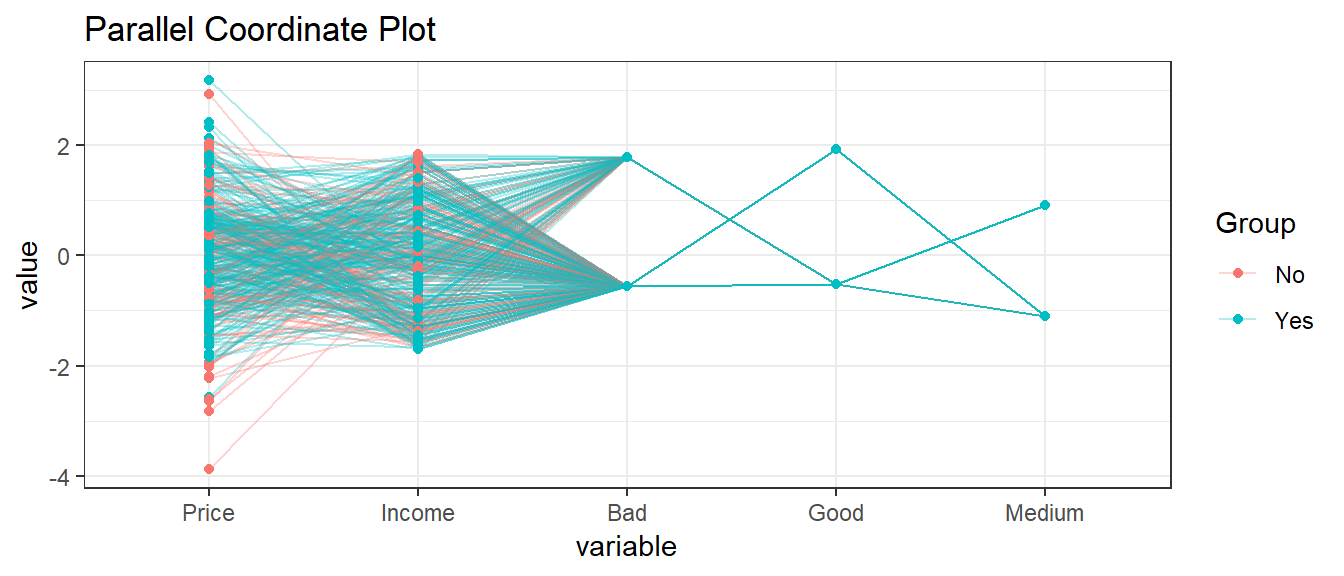 Parallel Coordinate Plot
value
2
0
-2
-4
Price Income Bad Good Medium
variable
Group
No
Yes